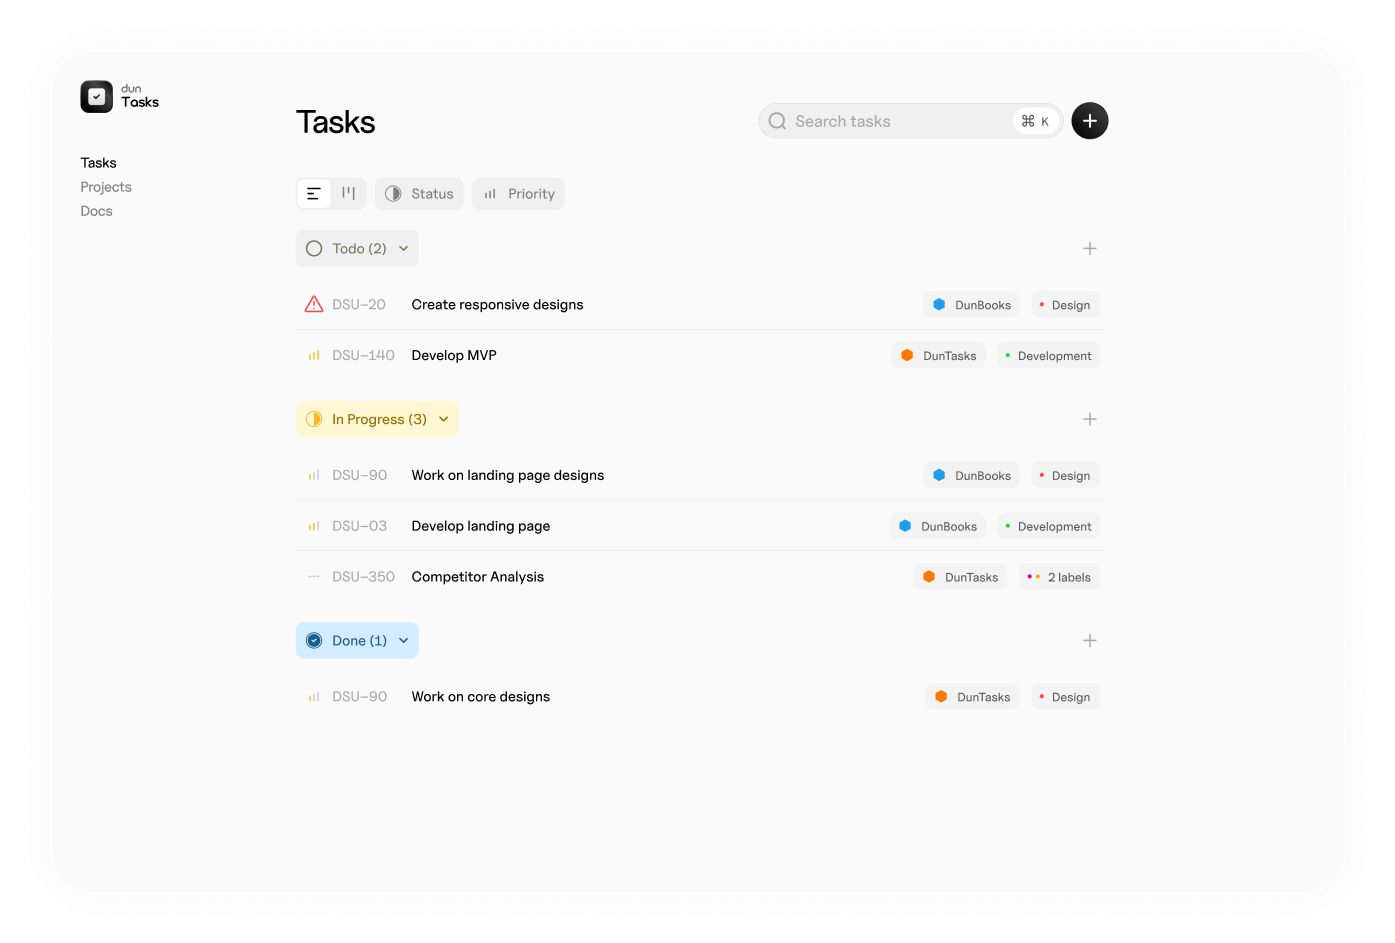 dun
Tasks
Tasks
Projects
Docs
Tasks
Search tasks ⌘ K
Status Priority
Todo (2)
DSU–20 Create responsive designs DunBooks Design
DSU–140 Develop MVP DunTasks Development
In Progress (3)
DSU–90 Work on landing page designs DunBooks Design
DSU–03 Develop landing page DunBooks Development
DSU–350 Competitor Analysis DunTasks 2 labels
Done (1)
DSU–90 Work on core designs DunTasks Design